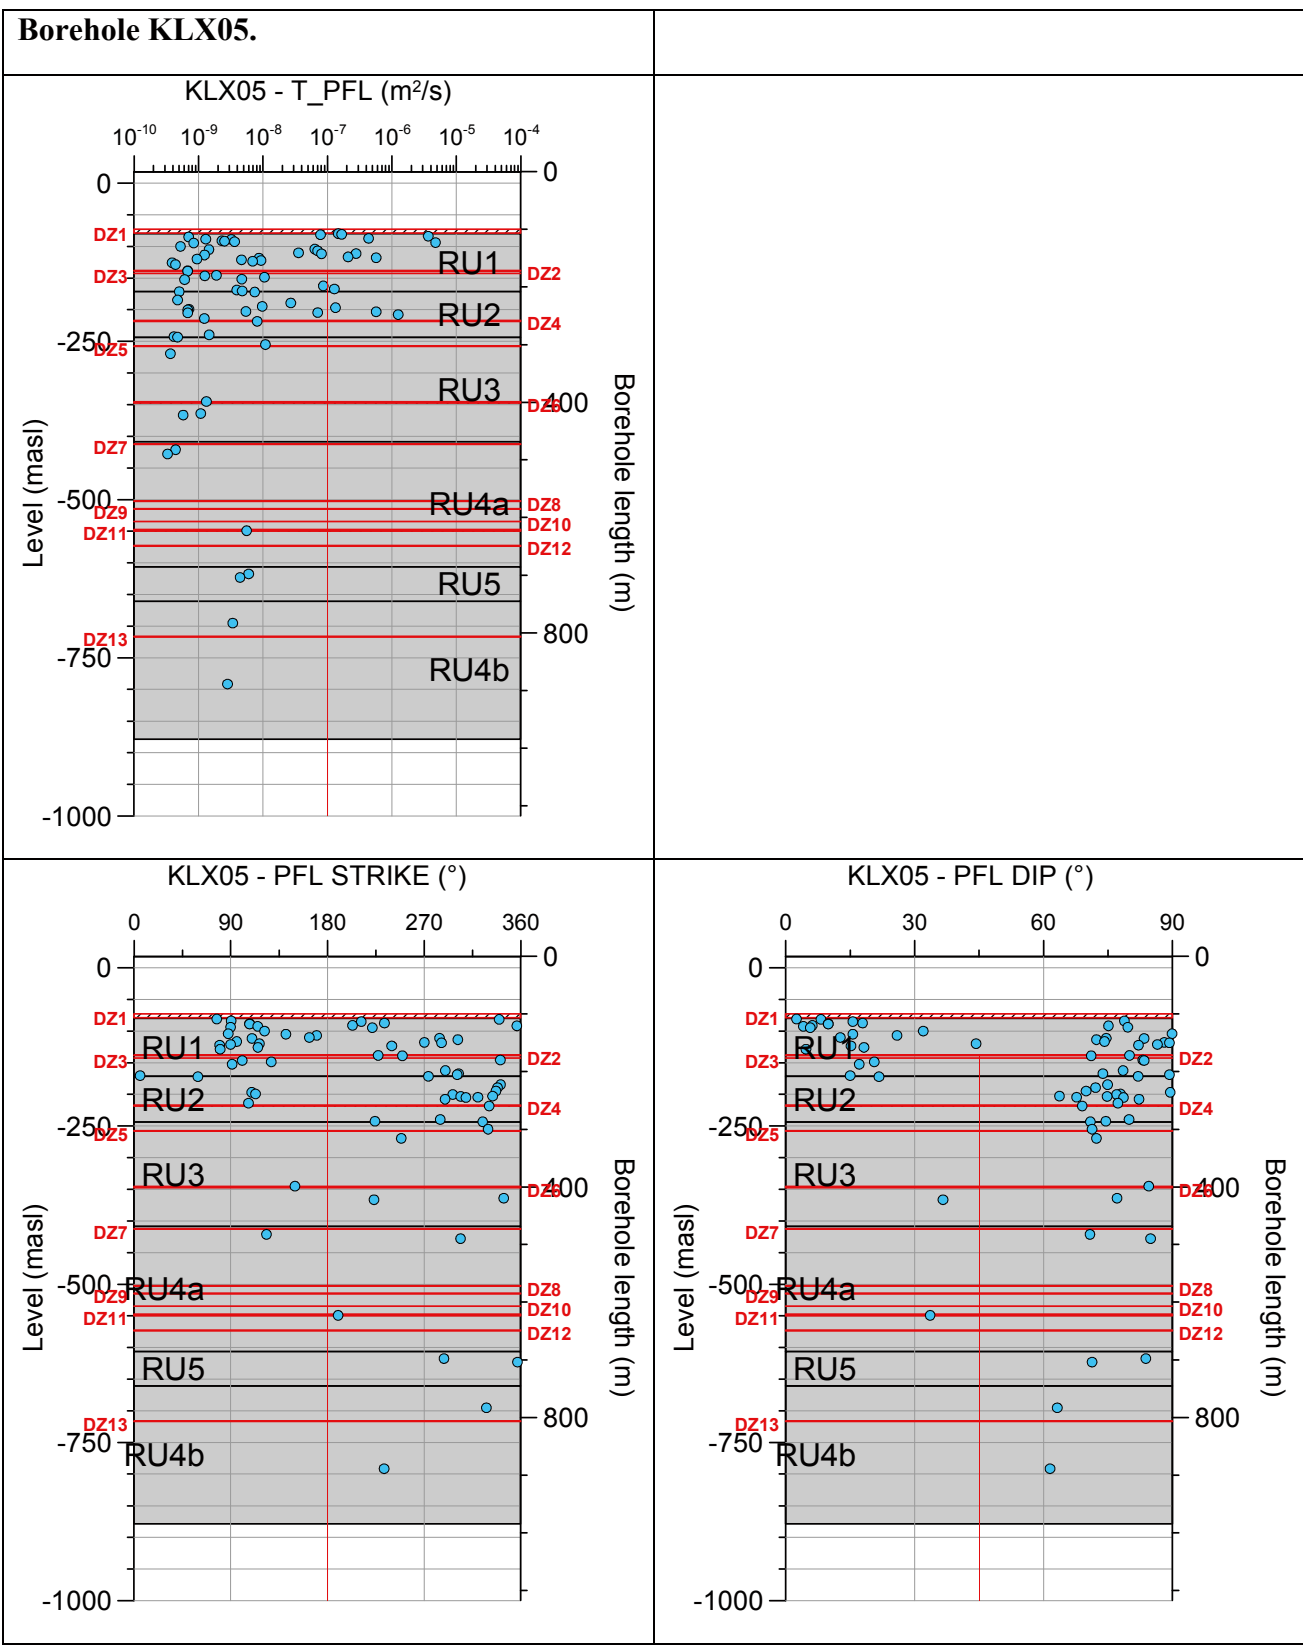 Borehole KLX05.
KLX05 - T_PFL (m²/s)
10⁻¹⁰ 10⁻⁹ 10⁻⁸ 10⁻⁷ 10⁻⁶ 10⁻⁵ 10⁻⁴
0 0
DZ1
RU1
DZ3 DZ2
RU2
DZ4
-250
DZ5
RU3
DZ6 400
DZ7
-500 RU4a DZ8
DZ9
DZ10
DZ11
DZ12
RU5
800
DZ13
-750
RU4b
-1000
Level (masl)
Borehole length (m)
KLX05 - PFL STRIKE (°)
0 90 180 270 360
0 0
DZ1
RU1
DZ3 DZ2
RU2
DZ4
-250
DZ5
RU3
DZ6 400
DZ7
-500 RU4a DZ8
DZ9
DZ10
DZ11
DZ12
RU5
800
DZ13
-750
RU4b
-1000
Level (masl)
Borehole length (m)
KLX05 - PFL DIP (°)
0 30 60 90
0 0
DZ1
RU1
DZ3 DZ2
RU2
DZ4
-250
DZ5
RU3
DZ6 400
DZ7
-500 RU4a DZ8
DZ9
DZ10
DZ11
DZ12
RU5
800
DZ13
-750
RU4b
-1000
Level (masl)
Borehole length (m)